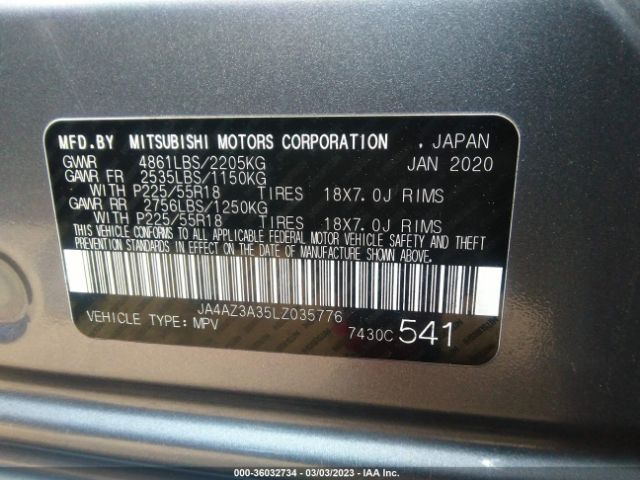 MFD.BY MITSUBISHI MOTORS CORPORATION . JAPAN
GVWR 4861LBS/2205KG JAN 2020
GAWR FR 2535LBS/1150KG
WITH P225/55R18 TIRES 18X7.0J RIMS
GAWR RR 2756LBS/1250KG
WITH P225/55R18 TIRES 18X7.0J RIMS
THIS VEHICLE CONFORMS TO ALL APPLICABLE FEDERAL MOTOR VEHICLE SAFETY AND THEFT
PREVENTION STANDARDS IN EFFECT ON THE DATE OF MANUFACTURE SHOWN ABOVE.
JA4AZ3A35LZ035776
VEHICLE TYPE: MPV 7430C 541
000-36032734 — 03/03/2023 — IAA Inc.